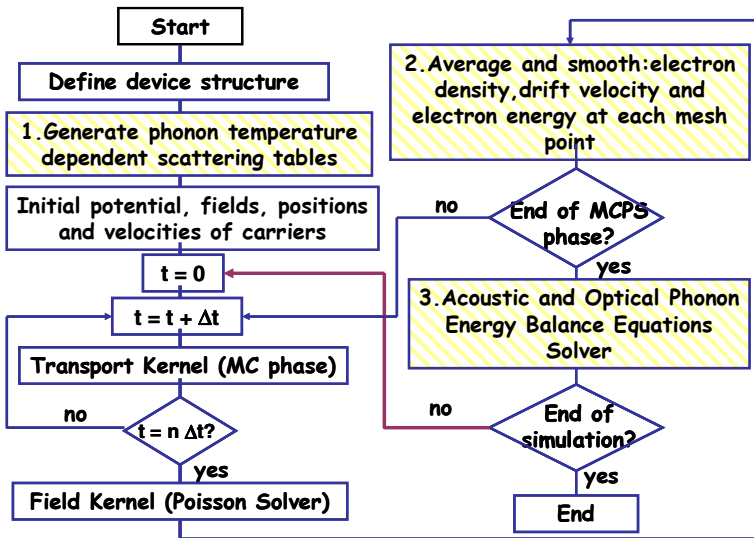 Start
Define device structure
1.Generate phonon temperature
dependent scattering tables
Initial potential, fields, positions
and velocities of carriers
t = 0
t = t + Δt
Transport Kernel (MC phase)
no
t = n Δt?
yes
Field Kernel (Poisson Solver)
2.Average and smooth:electron
density,drift velocity and
electron energy at each mesh
point
no
End of MCPS
phase?
yes
3.Acoustic and Optical Phonon
Energy Balance Equations
Solver
no
End of
simulation?
yes
End